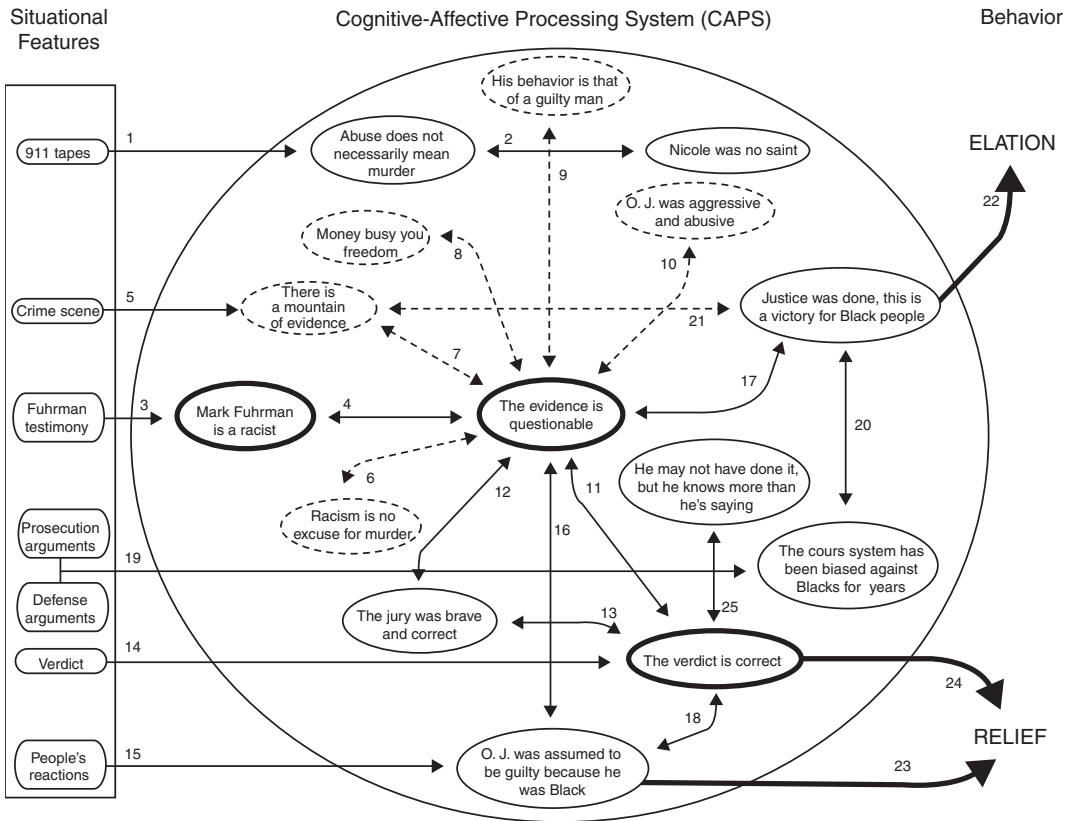 Situational
Features
Cognitive-Affective Processing System (CAPS)
Behavior
His behavior is that
of a guilty man
1
911 tapes
Abuse does not
necessarily mean
murder
2
Nicole was no saint
ELATION
9
22
O. J. was aggressive
and abusive
Money busy you
freedom
8
10
5
Crime scene
There is
a mountain
of evidence
21
Justice was done, this is
a victory for Black people
7
17
Fuhrman
testimony
3
Mark Fuhrman
is a racist
4
The evidence is
questionable
20
6
12
11
He may not have done it,
but he knows more than
he's saying
Racism is no
excuse for murder
16
Prosecution
arguments
19
The cours system has
been biased against
Blacks for years
Defense
arguments
The jury was brave
and correct
13
25
14
Verdict
The verdict is correct
24
18
RELIEF
15
People's
reactions
O. J. was assumed to
be guilty because he
was Black
23